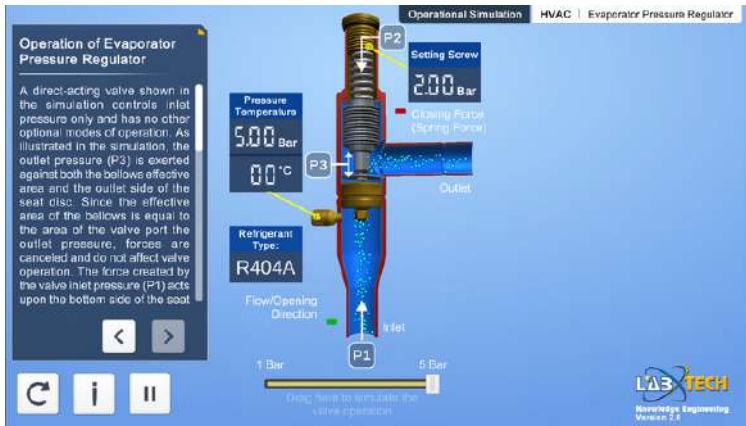 Operational Simulation
HVAC | Evaporator Pressure Regulator
Operation of Evaporator
Pressure Regulator
A direct-acting valve shown in
the simulation controls inlet
pressure only and has no other
optional modes of operation. As
illustrated in the simulation, the
outlet pressure (P3) is exerted
against both the bellows effective
area and the outlet side of the
seat disc. Since the effective
area of the bellows is equal to
the area of the valve port the
outlet pressure, forces are
canceled and do not affect valve
operation. The force created by
the valve inlet pressure (P1) acts
upon the bottom side of the seat
P2
Setting Screw
2.00 Bar
Closing Force
(Spring Force)
Pressure
Temperature
5.00 Bar
00 °C
P3
Outlet
Refrigerant
Type:
R404A
Flow/Opening
Direction
Inlet
P1
1 Bar
5 Bar
Drag here to simulate the
valve operation
LABTECH
Knowledge Engineering
Version 2.6